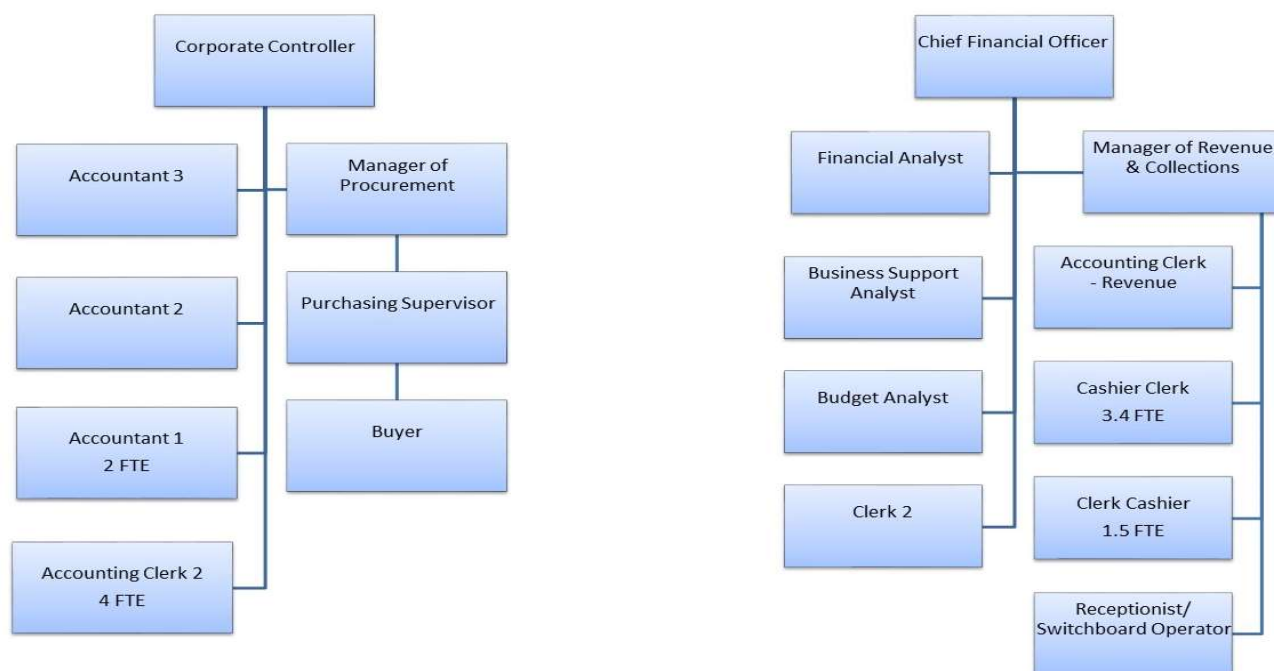 Corporate Controller
Accountant 3
Manager of
Procurement
Accountant 2
Purchasing Supervisor
Accountant 1
2 FTE
Buyer
Accounting Clerk 2
4 FTE
Chief Financial Officer
Financial Analyst
Manager of Revenue
& Collections
Business Support
Analyst
Accounting Clerk
- Revenue
Budget Analyst
Cashier Clerk
3.4 FTE
Clerk 2
Clerk Cashier
1.5 FTE
Receptionist/
Switchboard Operator